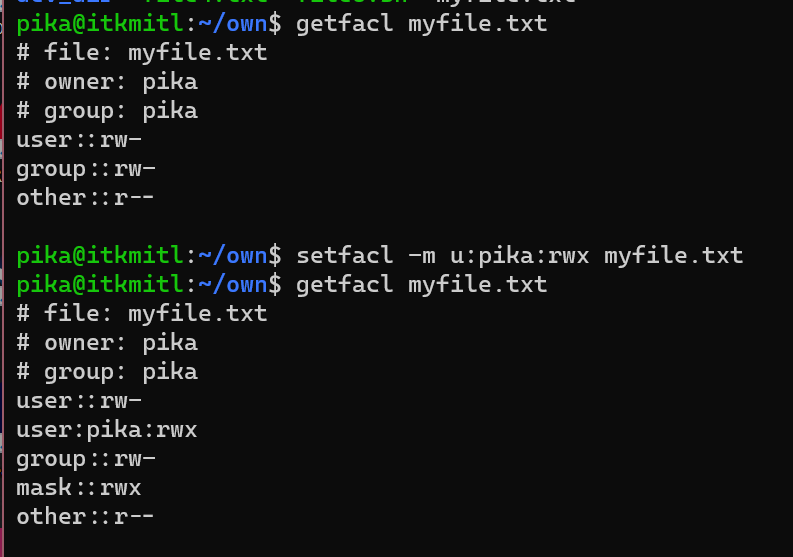 pika@itkmitl:~/own$ getfacl myfile.txt
# file: myfile.txt
# owner: pika
# group: pika
user::rw-
group::rw-
other::r--
pika@itkmitl:~/own$ setfacl -m u:pika:rwx myfile.txt
pika@itkmitl:~/own$ getfacl myfile.txt
# file: myfile.txt
# owner: pika
# group: pika
user::rw-
user:pika:rwx
group::rw-
mask::rwx
other::r--